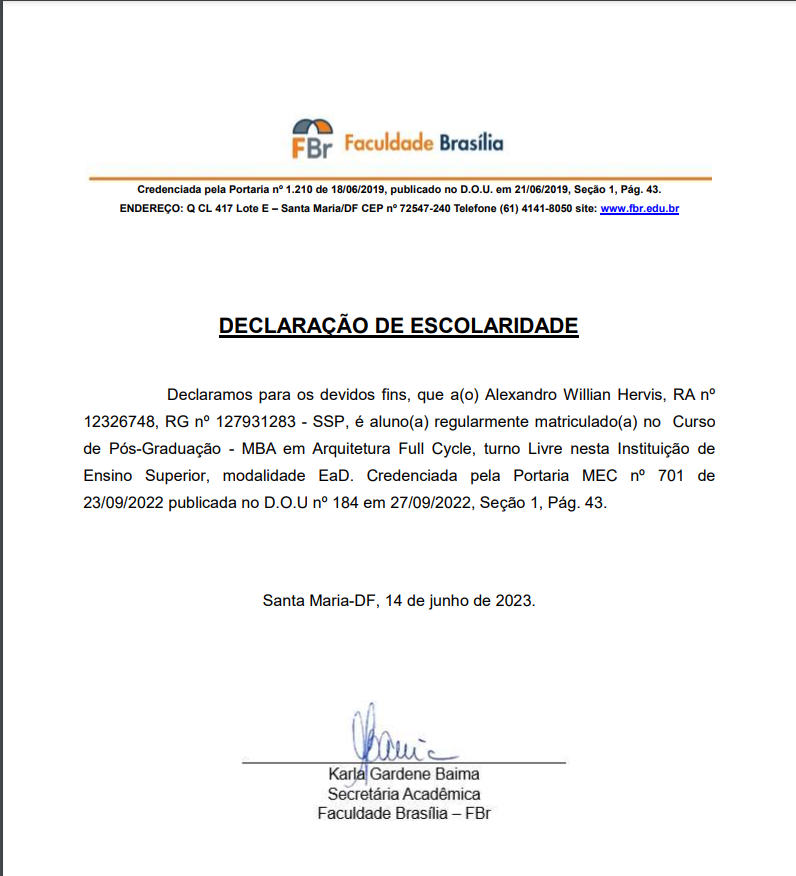 FBr Faculdade Brasília
Credenciada pela Portaria nº 1.210 de 18/06/2019, publicado no D.O.U. em 21/06/2019, Seção 1, Pág. 43.
ENDEREÇO: Q CL 417 Lote E – Santa Maria/DF CEP nº 72547-240 Telefone (61) 4141-8050 site: www.fbr.edu.br
DECLARAÇÃO DE ESCOLARIDADE
Declaramos para os devidos fins, que a(o) Alexandro Willian Hervis, RA nº
12326748, RG nº 127931283 - SSP, é aluno(a) regularmente matriculado(a) no Curso
de Pós-Graduação - MBA em Arquitetura Full Cycle, turno Livre nesta Instituição de
Ensino Superior, modalidade EaD. Credenciada pela Portaria MEC nº 701 de
23/09/2022 publicada no D.O.U nº 184 em 27/09/2022, Seção 1, Pág. 43.
Santa Maria-DF, 14 de junho de 2023.
Karla Gardene Baima
Secretária Acadêmica
Faculdade Brasília – FBr